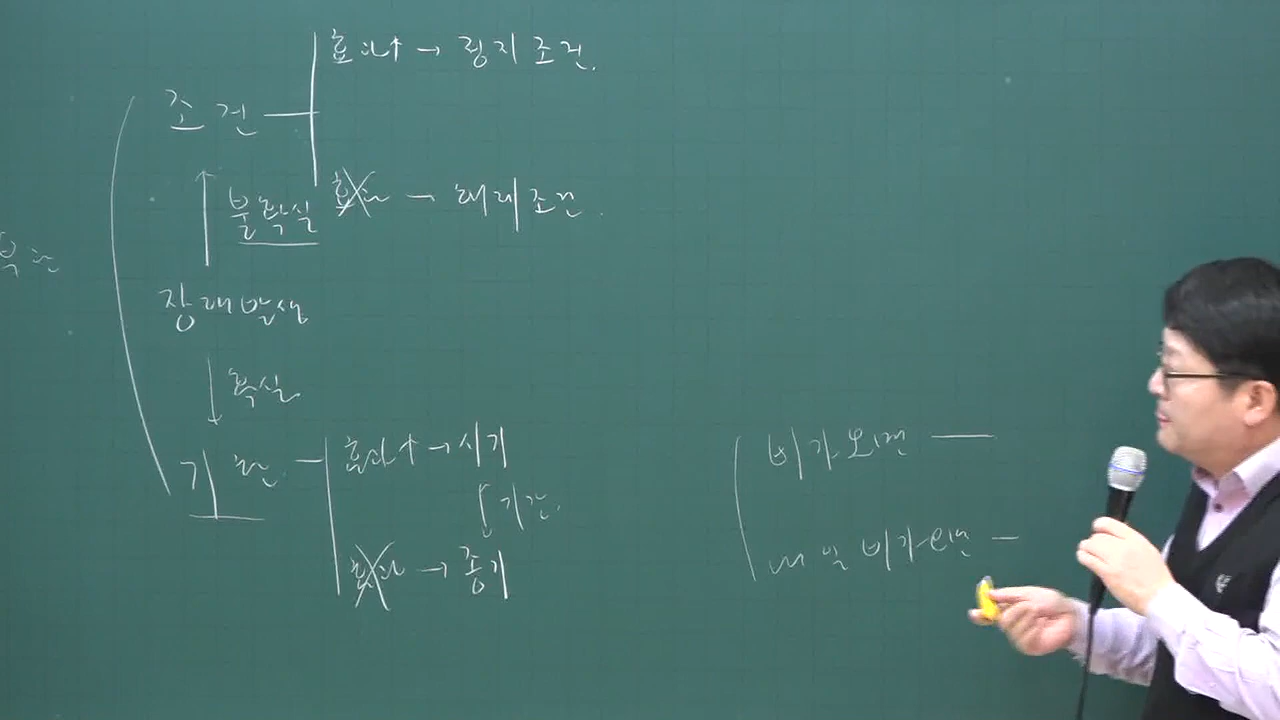 효과↑ → 정지조건.
조건
불확실 효과 → 해제조건.
부관
장래발생
확실
기한 효과↑ → 시기
기간.
효과 → 종기
비가 오면 —
내일 비가 오면 —